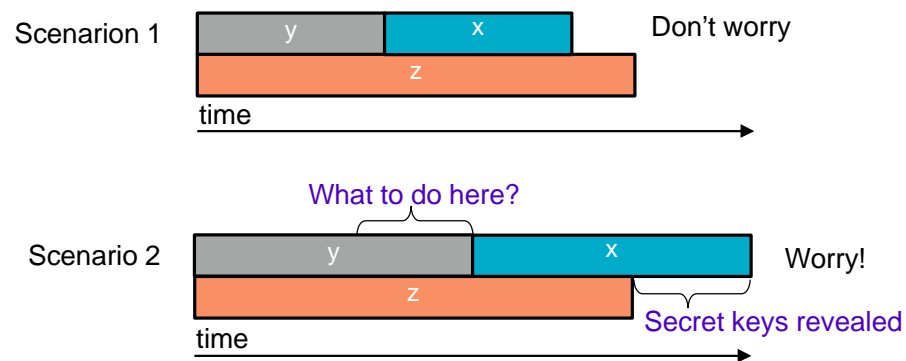 Scenarion 1
y
x
Don't worry
z
time
What to do here?
Scenario 2
y
x
Worry!
z
Secret keys revealed
time